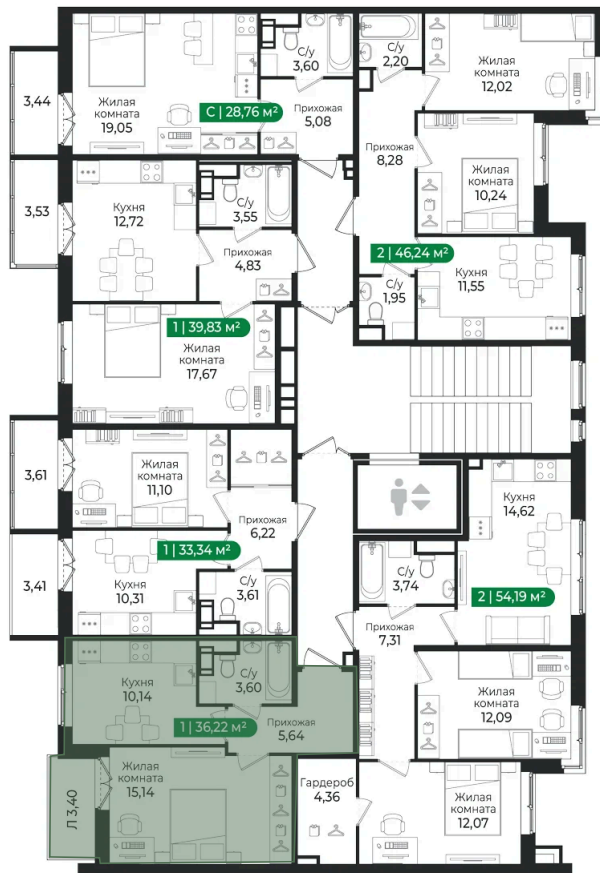 3,44
Жилая
комната
19,05
С/у
3,60
С | 28,76 м²
Прихожая
5,08
С/у
2,20
Жилая
комната
12,02
Прихожая
8,28
Жилая
комната
10,24
3,53
Кухня
12,72
С/у
3,55
Прихожая
4,83
2 | 46,24 м²
С/у
1,95
11,55
1 | 39,83 м²
Жилая
комната
17,67
3,61
Жилая
комната
11,10
Прихожая
6,22
Кухня
14,62
3,41
1 | 33,34 м²
Кухня
10,31
С/у
3,61
С/у
3,74
2 | 54,19 м²
Прихожая
7,31
Кухня
10,14
С/у
3,60
1 | 36,22 м²
Прихожая
5,64
Жилая
комната
12,09
Л 3,40
Жилая
комната
15,14
Гардероб
4,36
Жилая
комната
12,07